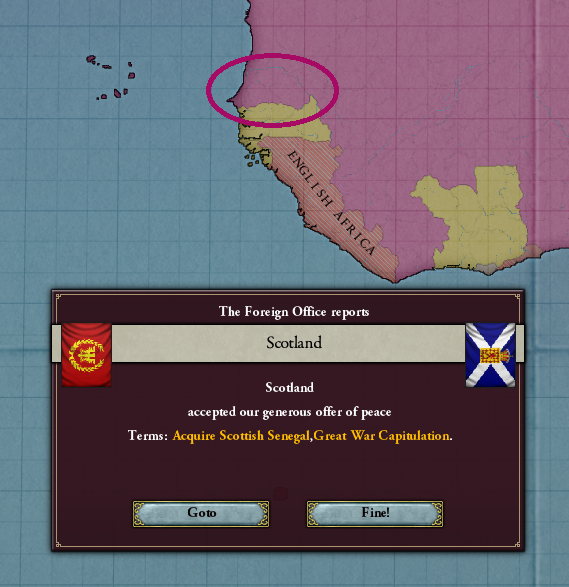 ENGLISH AFRICA
The Foreign Office reports
Scotland
Scotland
accepted our generous offer of peace
Terms: Acquire Scottish Senegal,Great War Capitulation.
Goto
Fine!